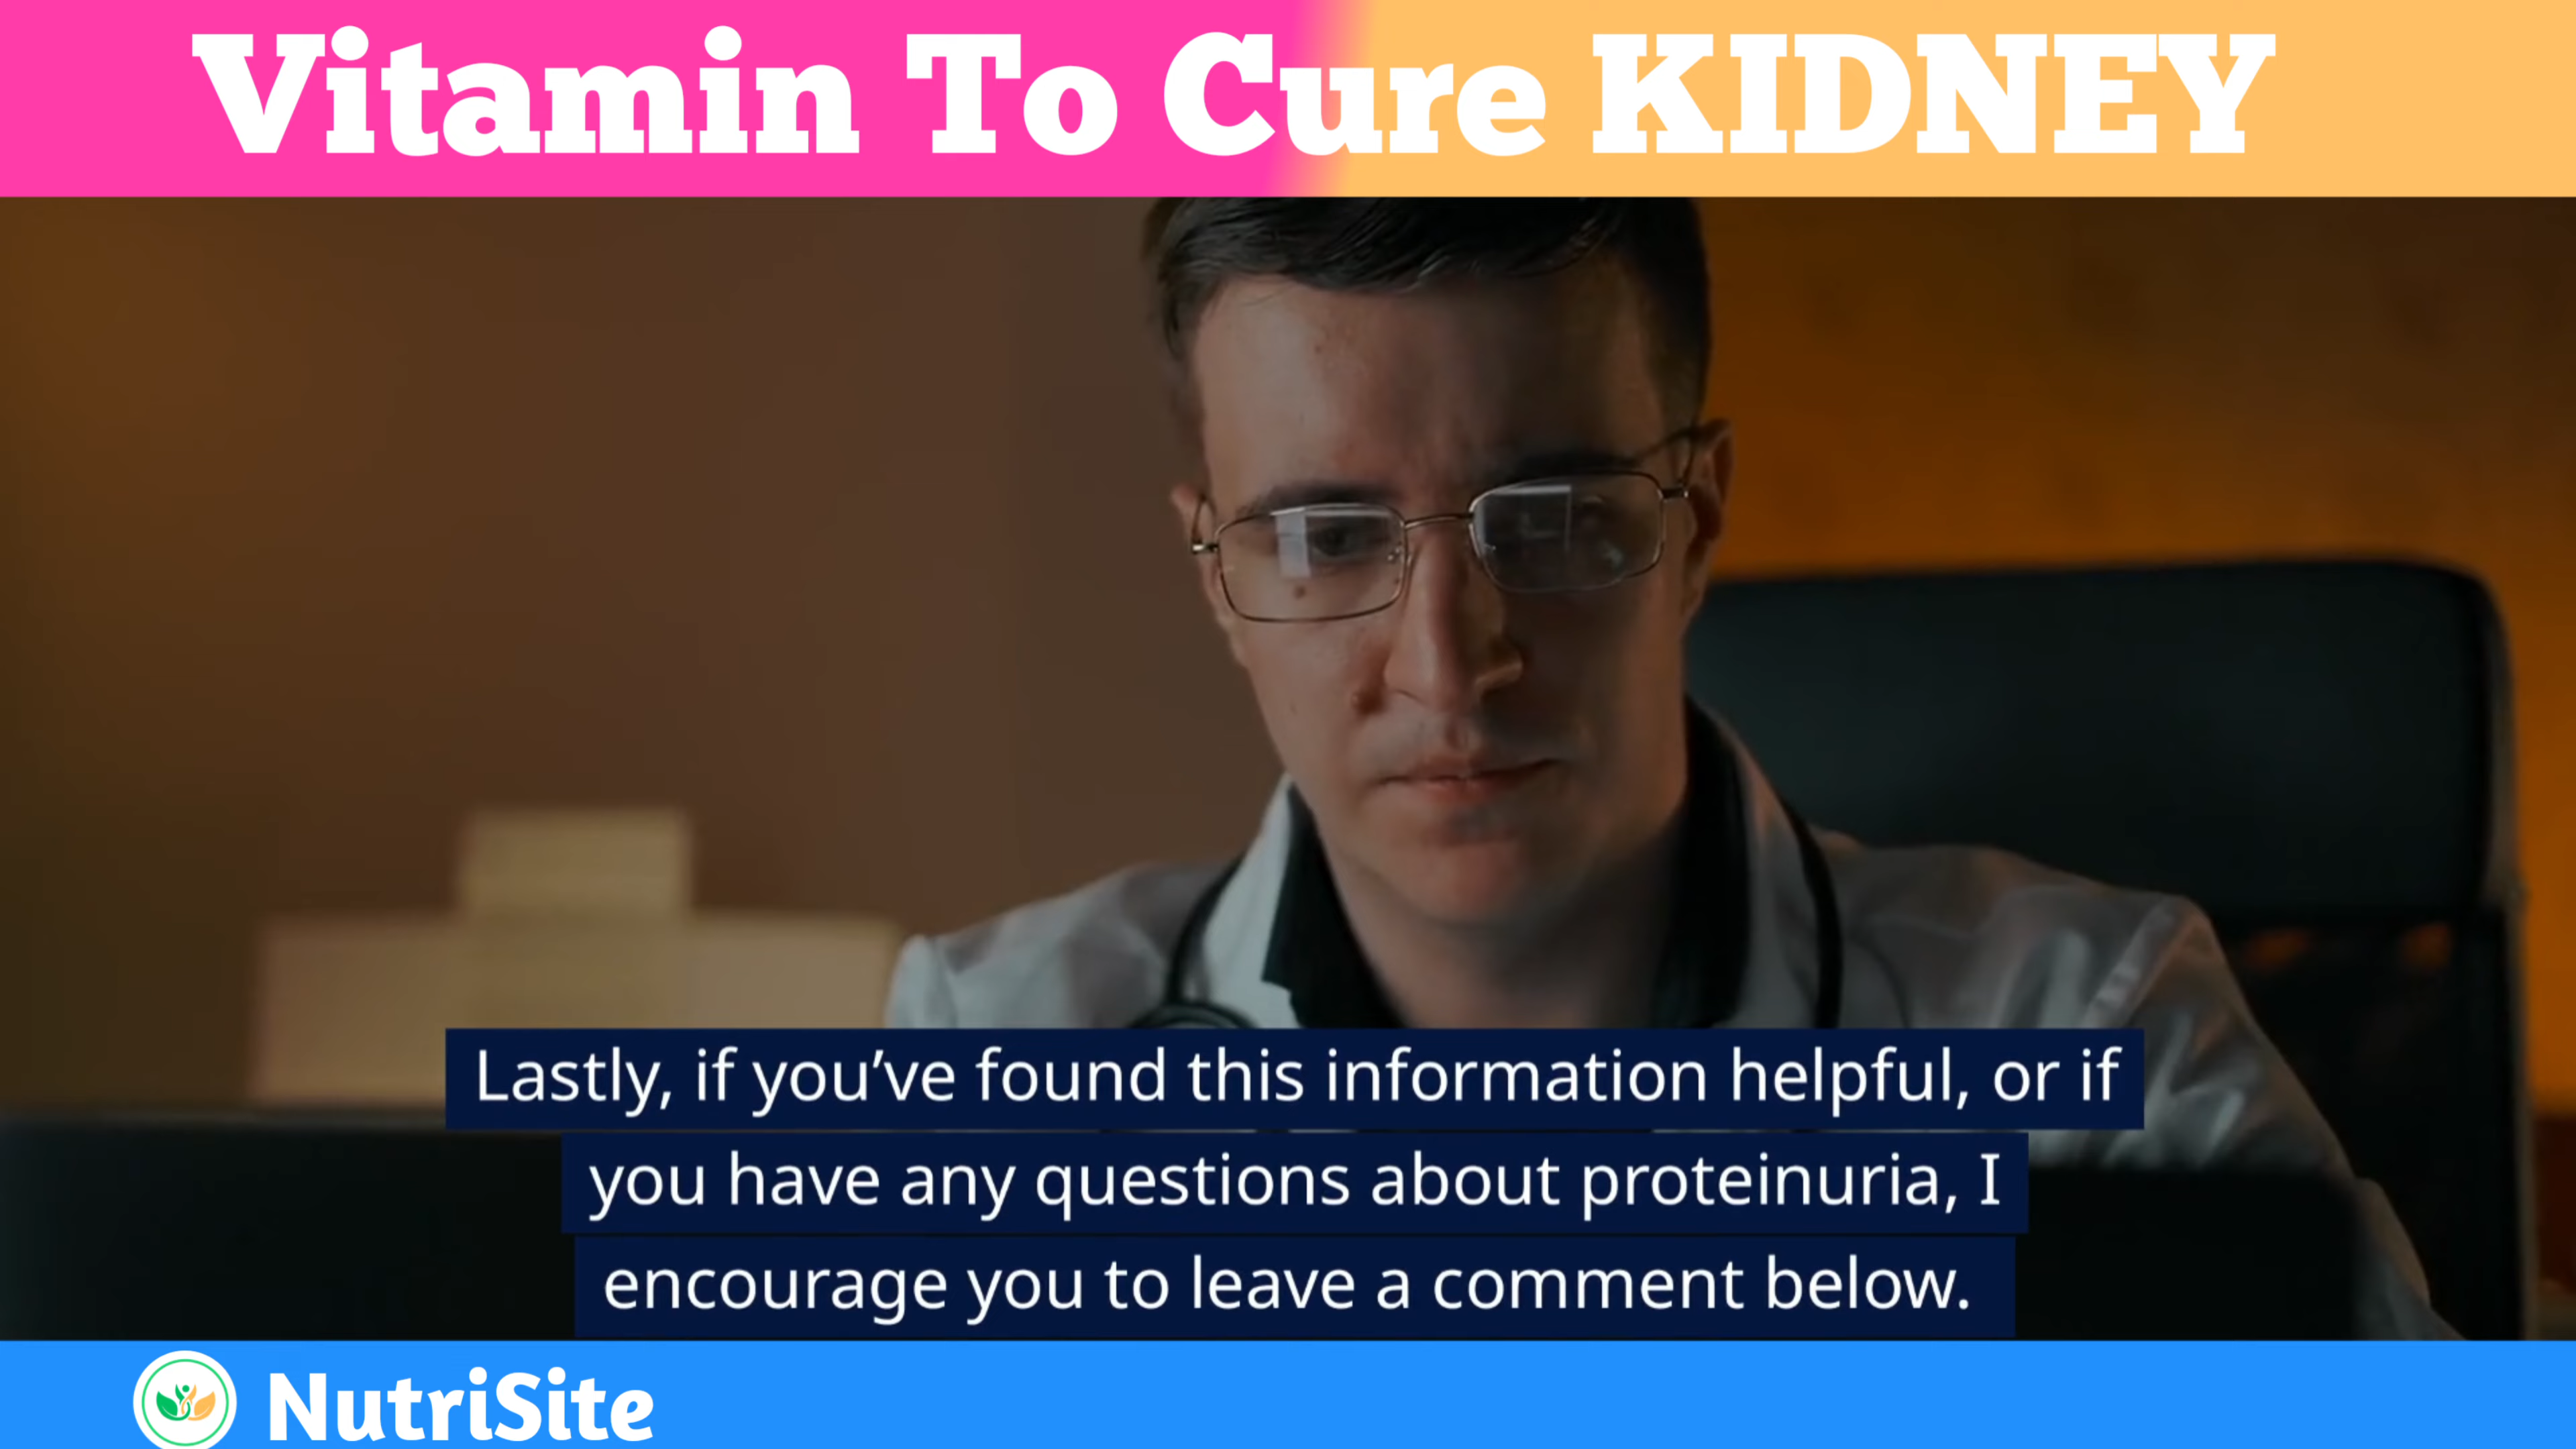 Vitamin To Cure KIDNEY
Lastly, if you’ve found this information helpful, or if
you have any questions about proteinuria, I
encourage you to leave a comment below.
NutriSite